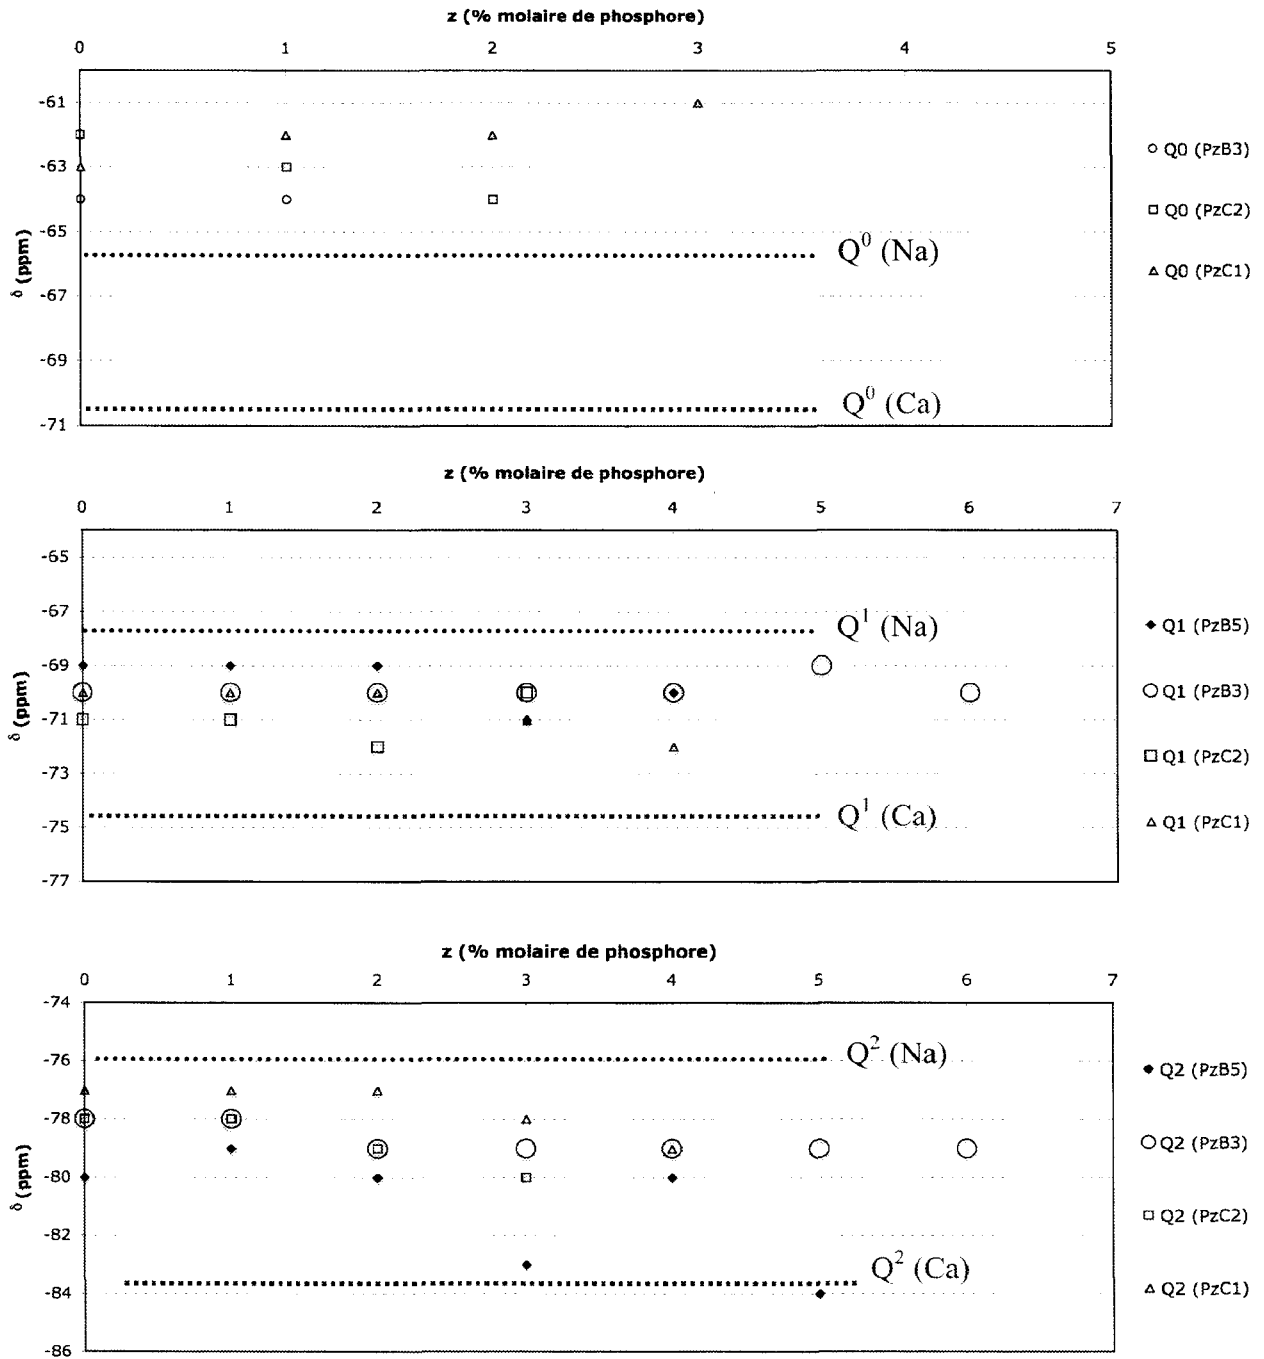 z (% molaire de phosphore)
0 1 2 3 4 5
-61
-63
-65
-67
-69
-71
δ (ppm)
Q0 (PzB3)
Q0 (PzC2)
Q0 (PzC1)
Q⁰ (Na)
Q⁰ (Ca)
z (% molaire de phosphore)
0 1 2 3 4 5 6 7
-65
-67
-69
-71
-73
-75
-77
δ (ppm)
Q¹ (Na)
Q¹ (Ca)
Q1 (PzB5)
Q1 (PzB3)
Q1 (PzC2)
Q1 (PzC1)
z (% molaire de phosphore)
0 1 2 3 4 5 6 7
-74
-76
-78
-80
-82
-84
-86
δ (ppm)
Q² (Na)
Q² (Ca)
Q2 (PzB5)
Q2 (PzB3)
Q2 (PzC2)
Q2 (PzC1)